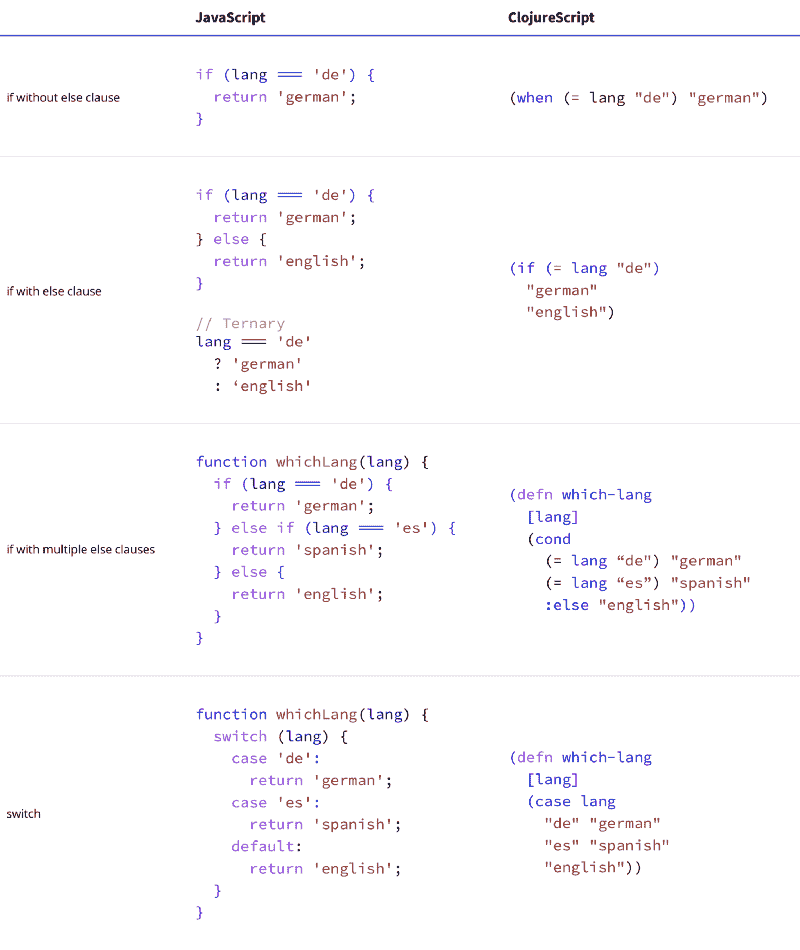 JavaScript ClojureScript
if without else clause
if (lang === 'de') {
  return 'german';
}
(when (= lang "de") "german")
if with else clause
if (lang === 'de') {
  return 'german';
} else {
  return 'english';
}
// Ternary
lang === 'de'
  ? 'german'
  : ‘english'
(if (= lang "de")
  "german"
  "english")
if with multiple else clauses
function whichLang(lang) {
  if (lang === 'de') {
    return 'german';
  } else if (lang === 'es') {
    return 'spanish';
  } else {
    return 'english';
  }
}
(defn which-lang
  [lang]
  (cond
    (= lang “de") "german"
    (= lang “es”) "spanish"
    :else "english"))
switch
function whichLang(lang) {
  switch (lang) {
    case 'de':
      return 'german';
    case 'es':
      return 'spanish';
    default:
      return 'english';
  }
}
(defn which-lang
  [lang]
  (case lang
    "de" "german"
    "es" "spanish"
    "english"))